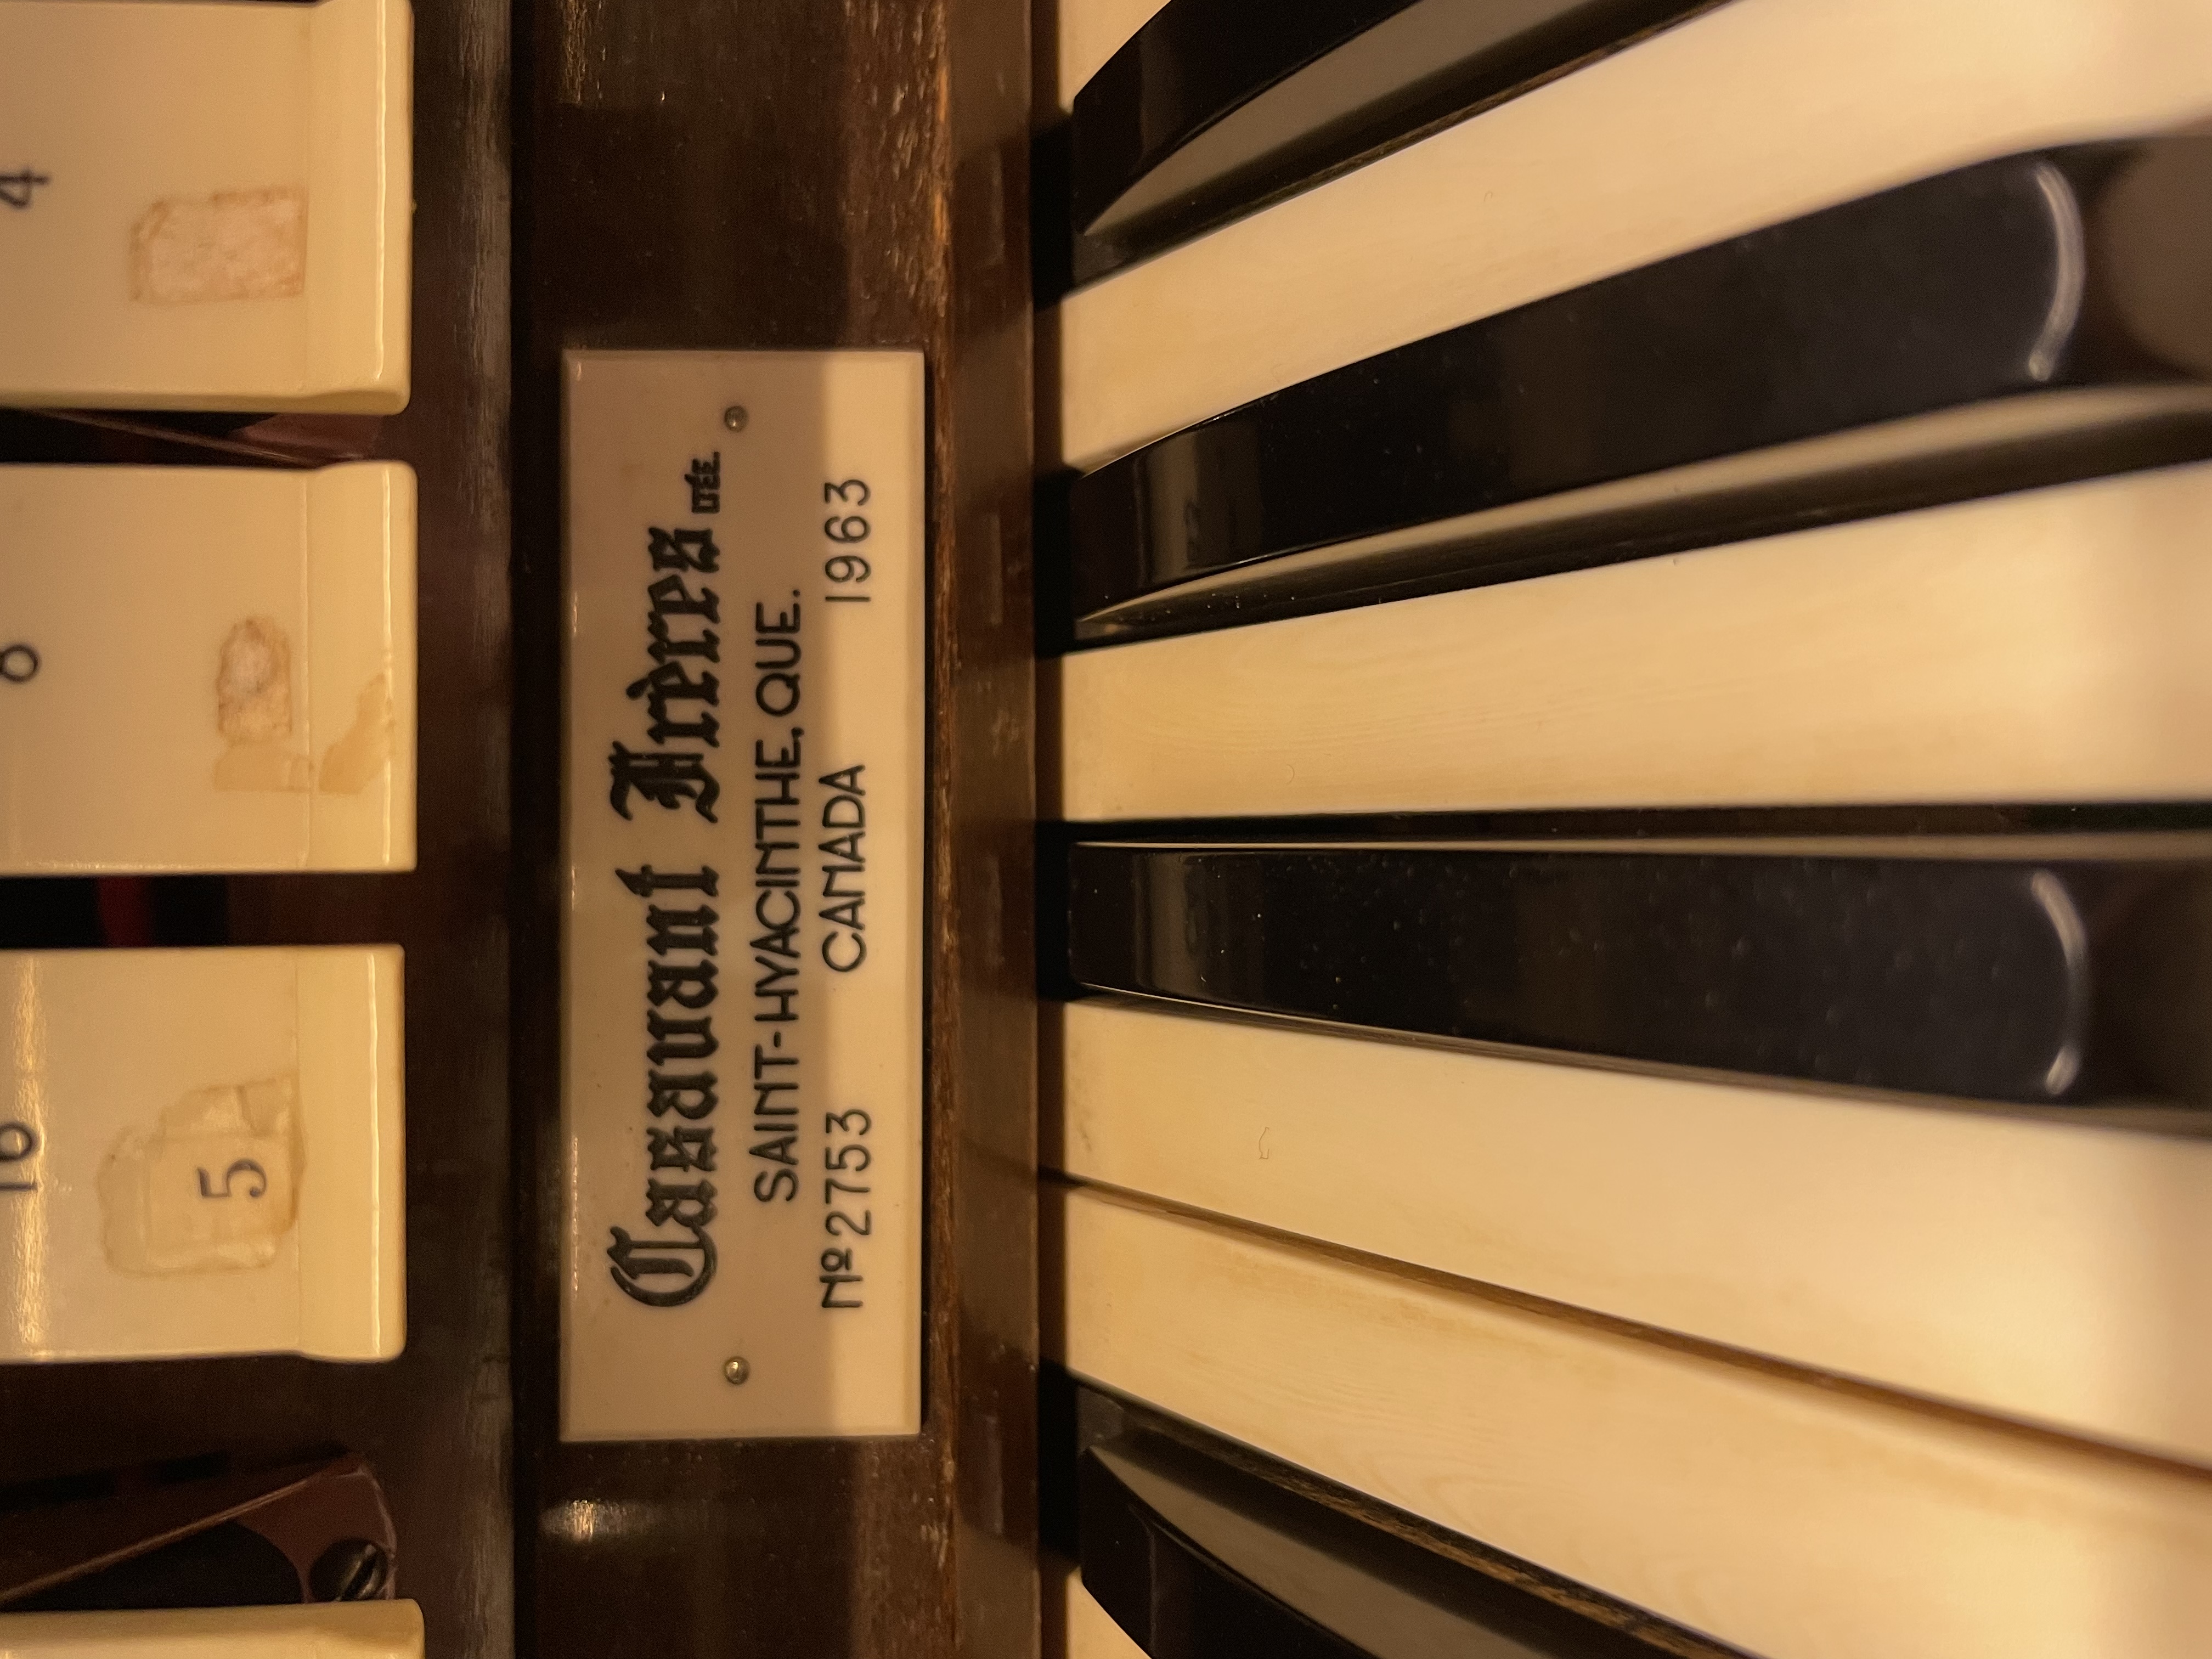 Casavant Frères LTÉE.
SAINT-HYACINTHE, QUE.
Nº 2753 CANADA 1963
4
8
16
5